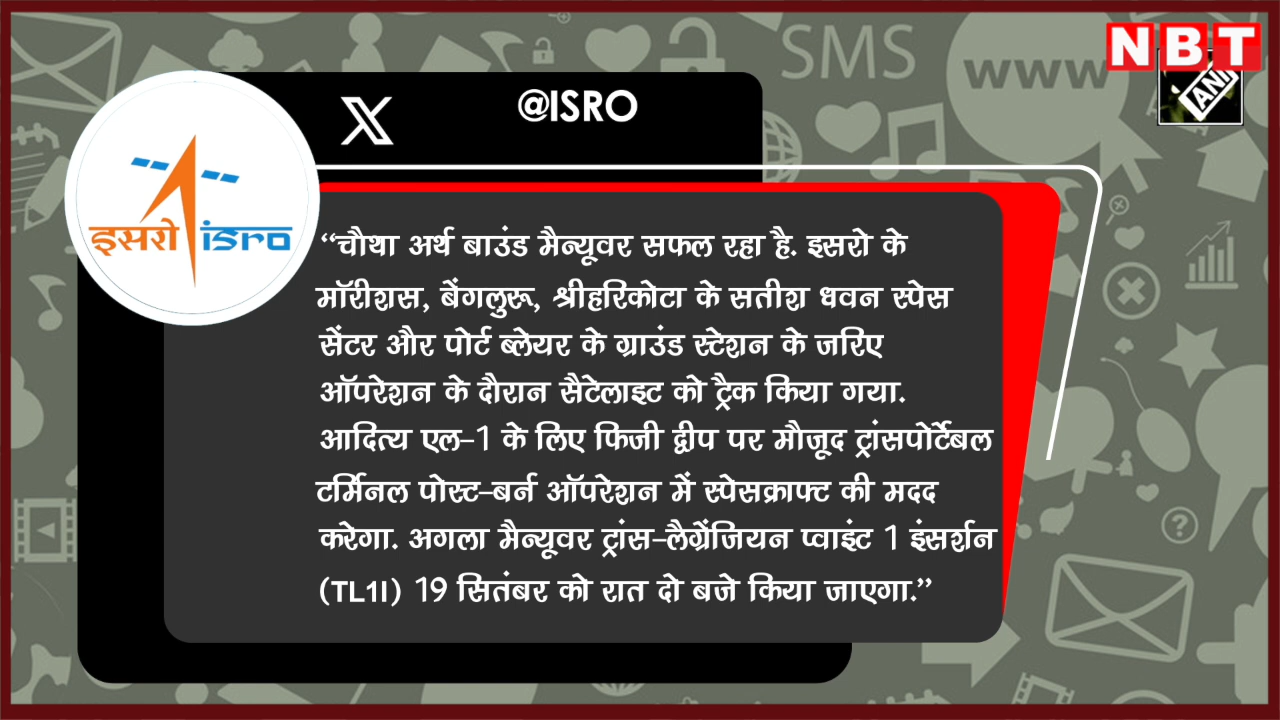 SMS
www
NBT
ANI
X
@ISRO
इसरो isro
“चौथा अर्थ बाउंड मैन्यूवर सफल रहा है. इसरो के
मॉरीशस, बेंगलुरू, श्रीहरिकोटा के सतीश धवन स्पेस
सेंटर और पोर्ट ब्लेयर के ग्राउंड स्टेशन के जरिए
ऑपरेशन के दौरान सैटेलाइट को ट्रैक किया गया.
आदित्य एल-1 के लिए फिजी द्वीप पर मौजूद ट्रांसपोर्टेबल
टर्मिनल पोस्ट-बर्न ऑपरेशन में स्पेसक्राफ्ट की मदद
करेगा. अगला मैन्यूवर ट्रांस-लैग्रेंजियन प्वाइंट 1 इंसर्शन
(TL1I) 19 सितंबर को रात दो बजे किया जाएगा.”